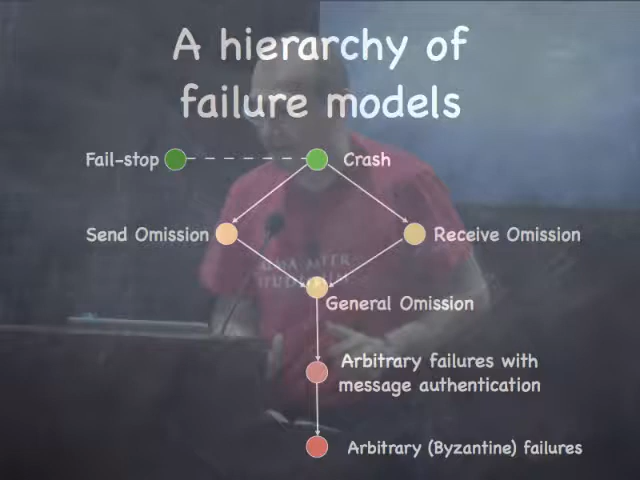 A hierarchy of
failure models
Fail-stop
Crash
Send Omission
Receive Omission
General Omission
Arbitrary failures with
message authentication
Arbitrary (Byzantine) failures